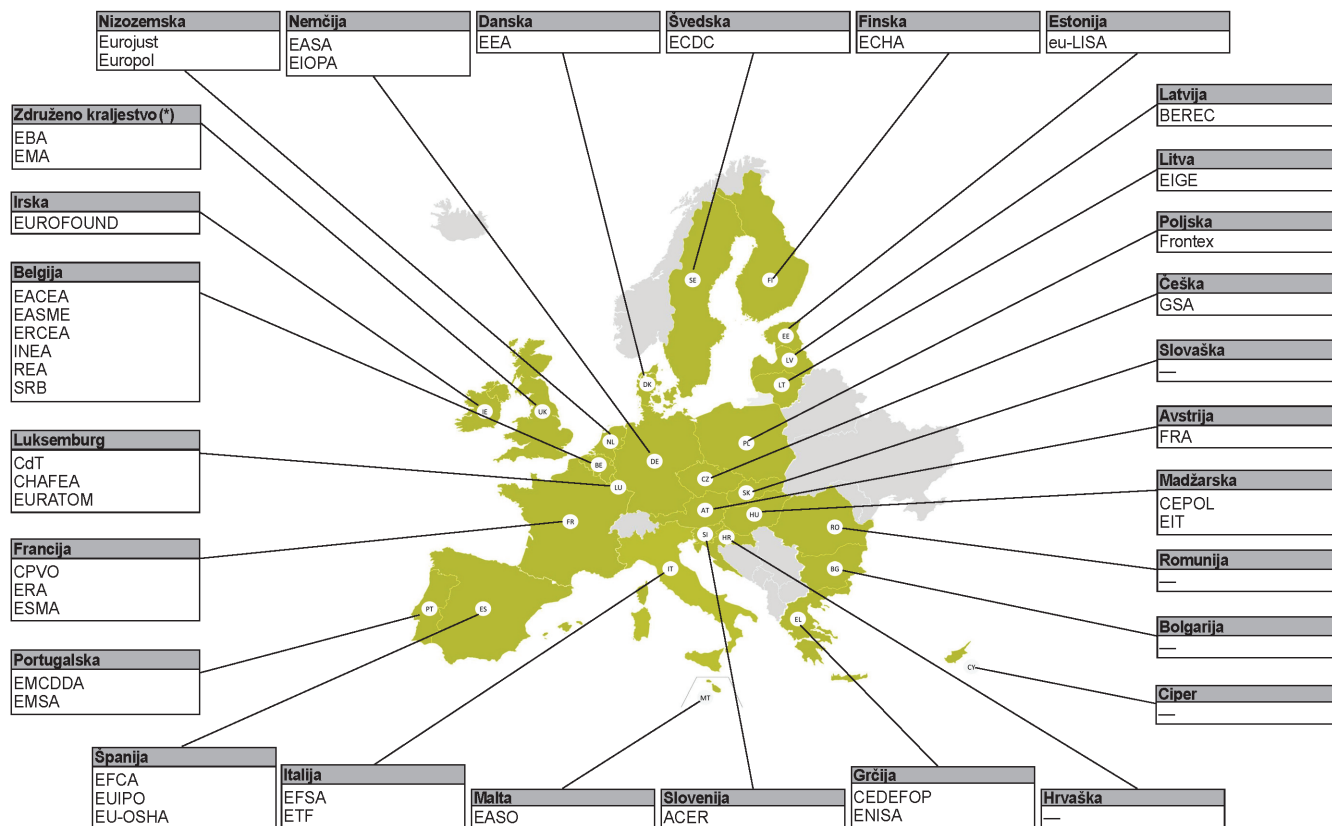 Nizozemska
Eurojust
Europol
Nemčija
EASA
EIOPA
Danska
EEA
Švedska
ECDC
Finska
ECHA
Estonija
eu-LISA
Združeno kraljestvo (*)
EBA
EMA
Irska
EUROFOUND
Belgija
EACEA
EASME
ERCEA
INEA
REA
SRB
Luksemburg
CdT
CHAFEA
EURATOM
Francija
CPVO
ERA
ESMA
Portugalska
EMCDDA
EMSA
Španija
EFCA
EUIPO
EU-OSHA
Italija
EFSA
ETF
Malta
EASO
Slovenija
ACER
Grčija
CEDEFOP
ENISA
Hrvaška
—
Latvija
BEREC
Litva
EIGE
Poljska
Frontex
Češka
GSA
Slovaška
—
Avstrija
FRA
Madžarska
CEPOL
EIT
Romunija
—
Bolgarija
—
Ciper
—
SE
FI
EE
LV
LT
DK
IE
UK
NL
PL
BE
DE
CZ
LU
SK
AT
HU
FR
SI
HR
RO
IT
BG
PT
ES
EL
CY
MT